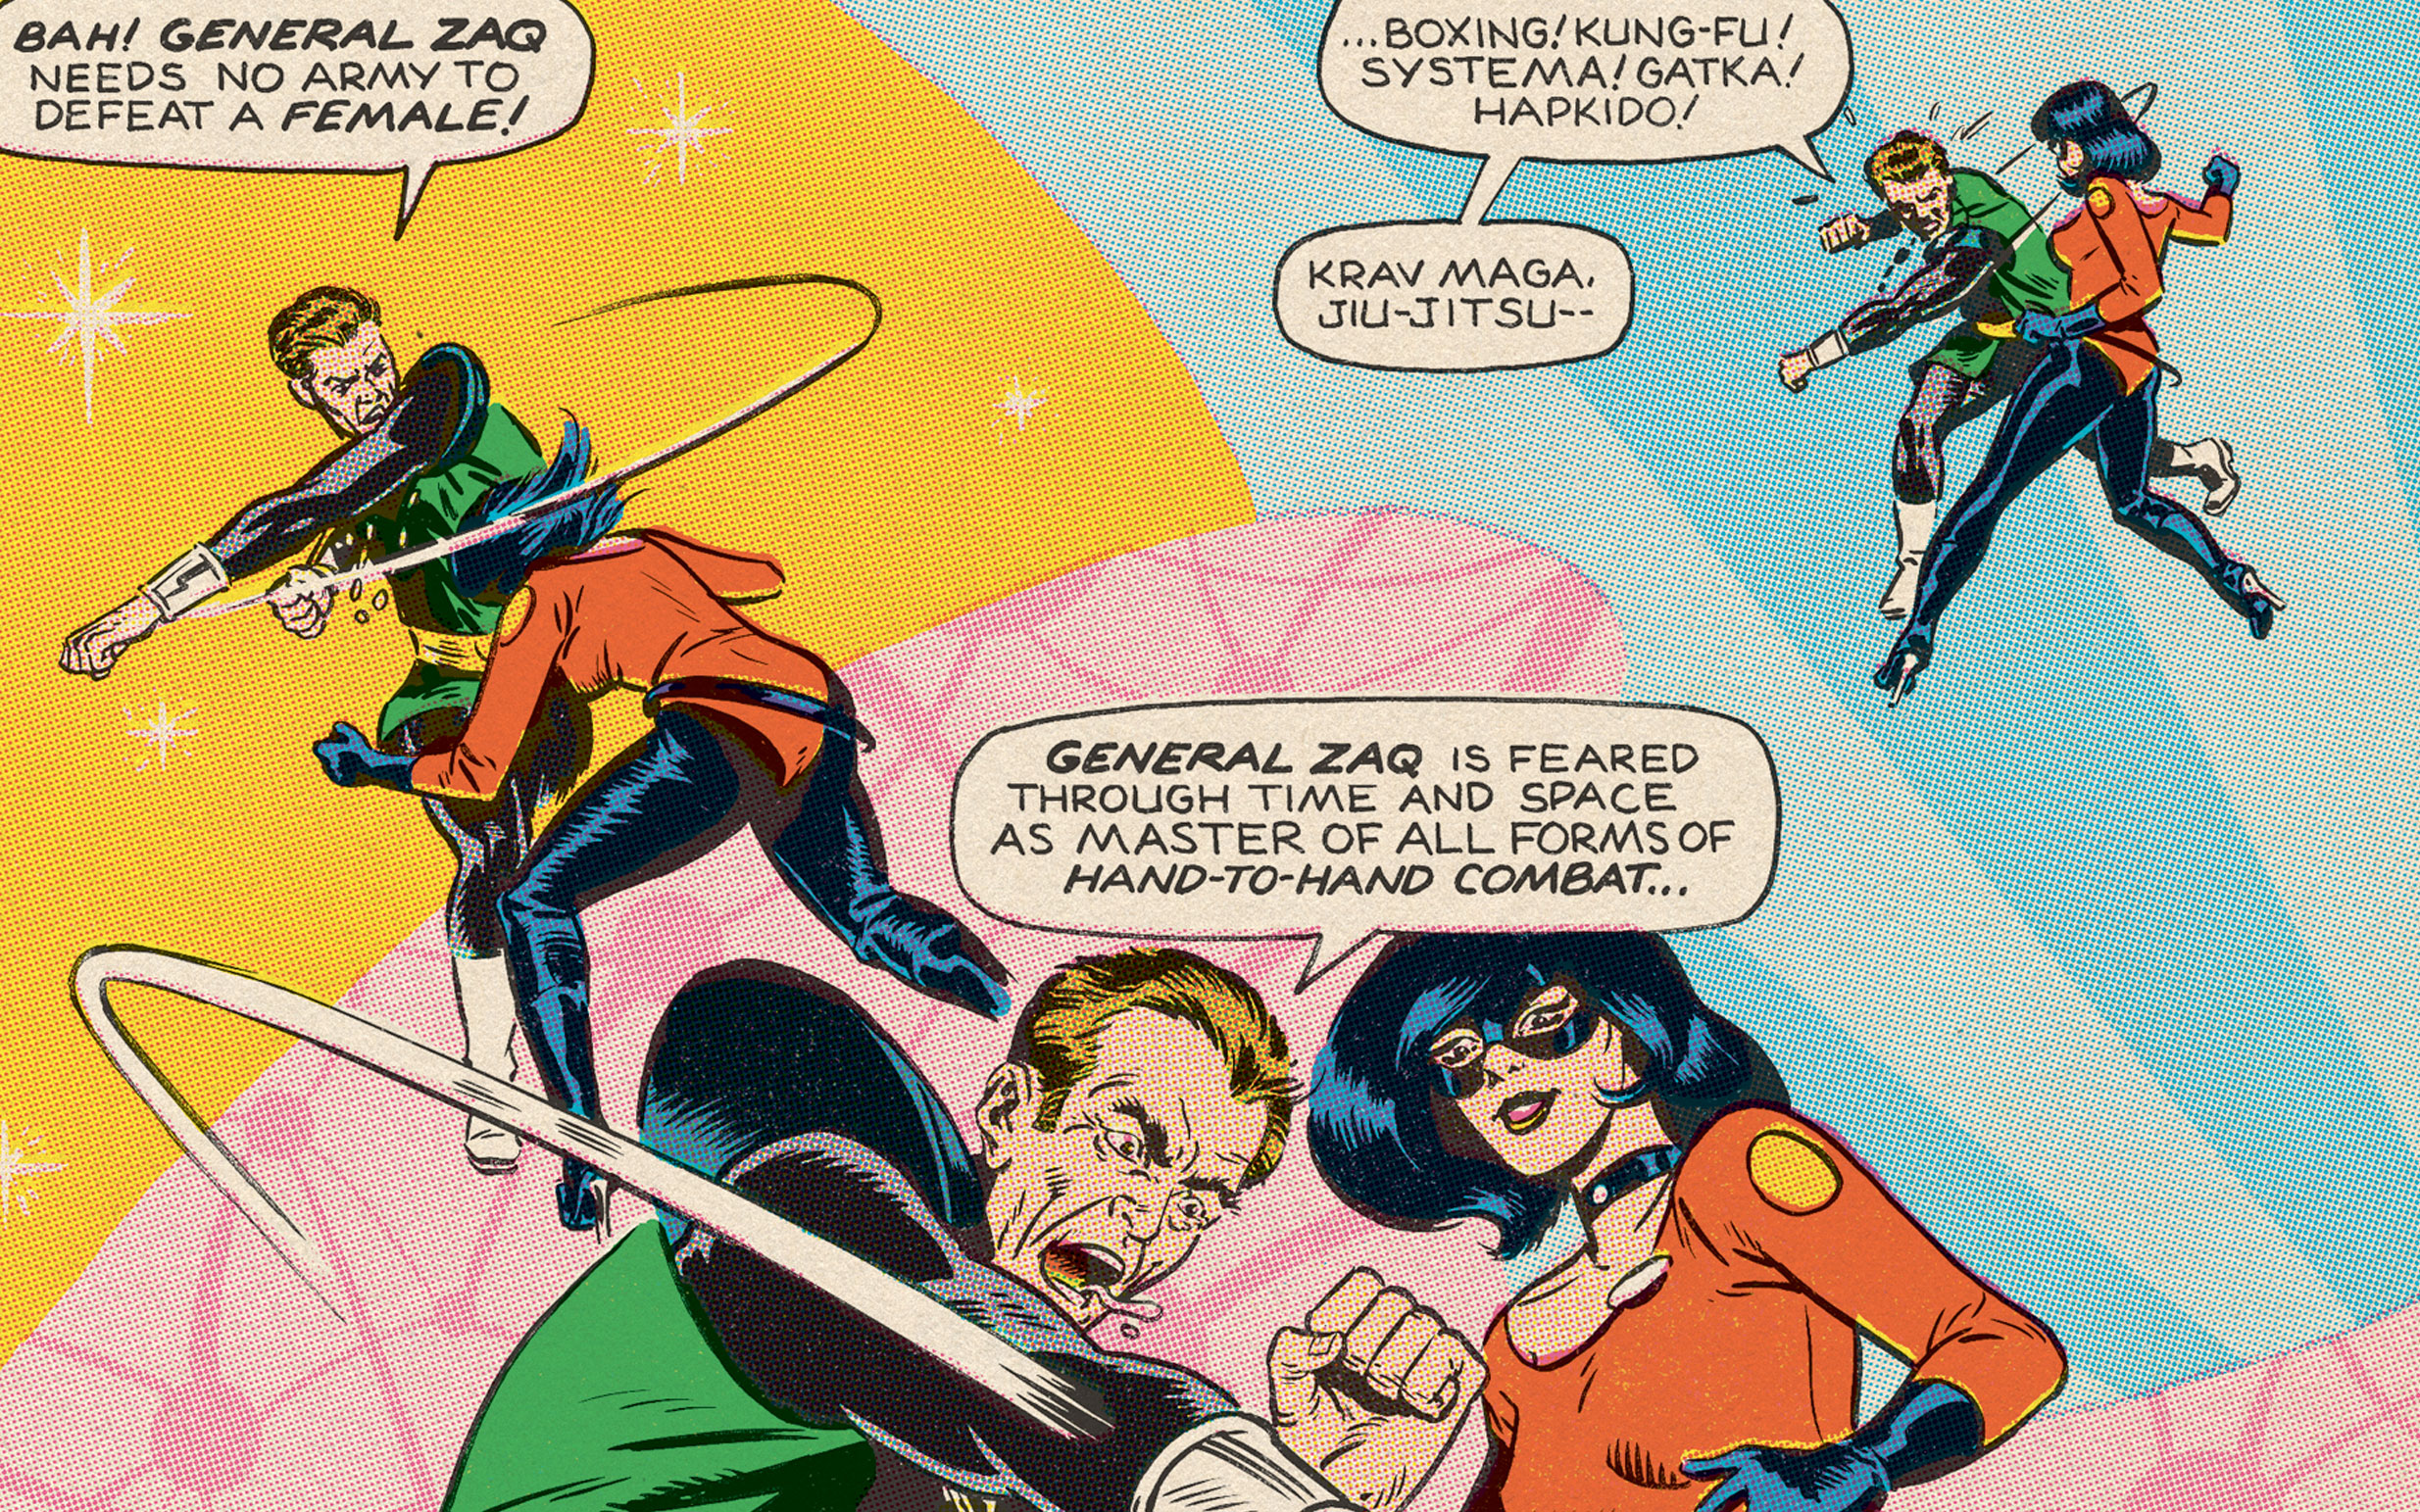 BAH! GENERAL ZAQ
NEEDS NO ARMY TO
DEFEAT A FEMALE!
GENERAL ZAQ IS FEARED
THROUGH TIME AND SPACE
AS MASTER OF ALL FORMS OF
HAND-TO-HAND COMBAT...
...BOXING! KUNG-FU!
SYSTEMA! GATKA!
HAPKIDO!
KRAV MAGA,
JIU-JITSU--